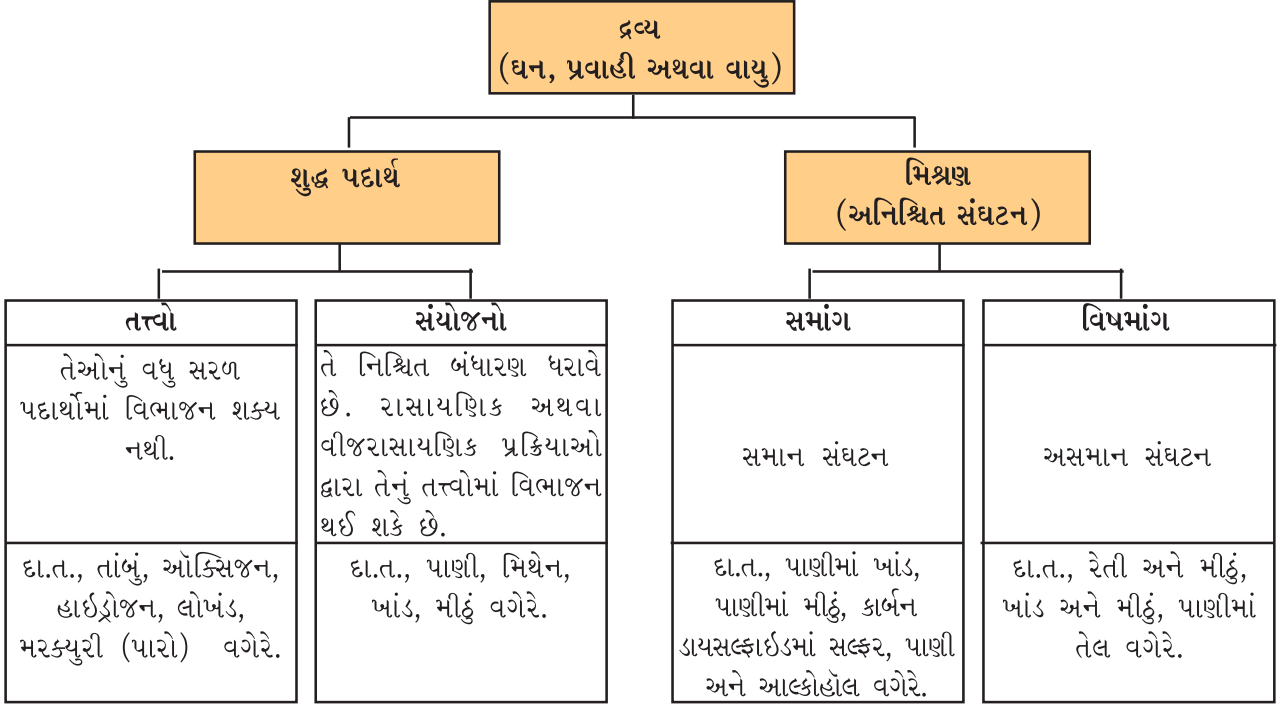 દ્રવ્ય
(ઘન, પ્રવાહી અથવા વાયુ)
શુદ્ધ પદાર્થ
મિશ્રણ
(અનિશ્ચિત સંઘટન)
તત્ત્વો
તેઓનું વધુ સરળ
પદાર્થોમાં વિભાજન શક્ય
નથી.
દા.ત., તાંબું, ઑક્સિજન,
હાઇડ્રોજન, લોખંડ,
મરક્યુરી (પારો) વગેરે.
સંયોજનો
તે નિશ્ચિત બંધારણ ધરાવે
છે. રાસાયણિક અથવા
વીજરાસાયણિક પ્રક્રિયાઓ
દ્વારા તેનું તત્ત્વોમાં વિભાજન
થઈ શકે છે.
દા.ત., પાણી, મિથેન,
ખાંડ, મીઠું વગેરે.
સમાંગ
સમાન સંઘટન
દા.ત., પાણીમાં ખાંડ,
પાણીમાં મીઠું, કાર્બન
ડાયસલ્ફાઇડમાં સલ્ફર, પાણી
અને આલ્કોહૉલ વગેરે.
વિષમાંગ
અસમાન સંઘટન
દા.ત., રેતી અને મીઠું,
ખાંડ અને મીઠું, પાણીમાં
તેલ વગેરે.